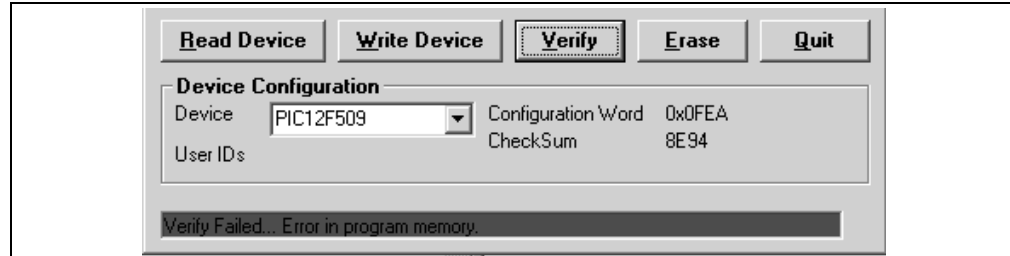 Read Device Write Device Verify Erase Quit
Device Configuration
Device PIC12F509 Configuration Word 0x0FEA
User IDs CheckSum 8E94
Verify Failed... Error in program memory.